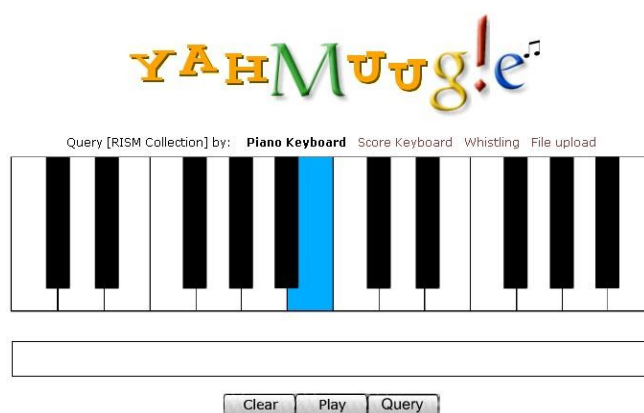 YAHMUUg!e
Query [RISM Collection] by: Piano Keyboard Score Keyboard Whistling File upload
Clear Play Query